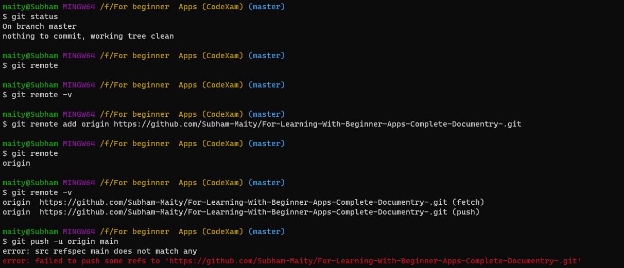 maity@Subham MINGW64 /f/For beginner  Apps (CodeXam) (master)
$ git status
On branch master
nothing to commit, working tree clean
maity@Subham MINGW64 /f/For beginner  Apps (CodeXam) (master)
$ git remote
maity@Subham MINGW64 /f/For beginner  Apps (CodeXam) (master)
$ git remote -v
maity@Subham MINGW64 /f/For beginner  Apps (CodeXam) (master)
$ git remote add origin https://github.com/Subham-Maity/For-Learning-With-Beginner-Apps-Complete-Documentry-.git
maity@Subham MINGW64 /f/For beginner  Apps (CodeXam) (master)
$ git remote
origin
maity@Subham MINGW64 /f/For beginner  Apps (CodeXam) (master)
$ git remote -v
origin  https://github.com/Subham-Maity/For-Learning-With-Beginner-Apps-Complete-Documentry-.git (fetch)
origin  https://github.com/Subham-Maity/For-Learning-With-Beginner-Apps-Complete-Documentry-.git (push)
maity@Subham MINGW64 /f/For beginner  Apps (CodeXam) (master)
$ git push -u origin main
error: src refspec main does not match any
error: failed to push some refs to 'https://github.com/Subham-Maity/For-Learning-With-Beginner-Apps-Complete-Documentry-.git'